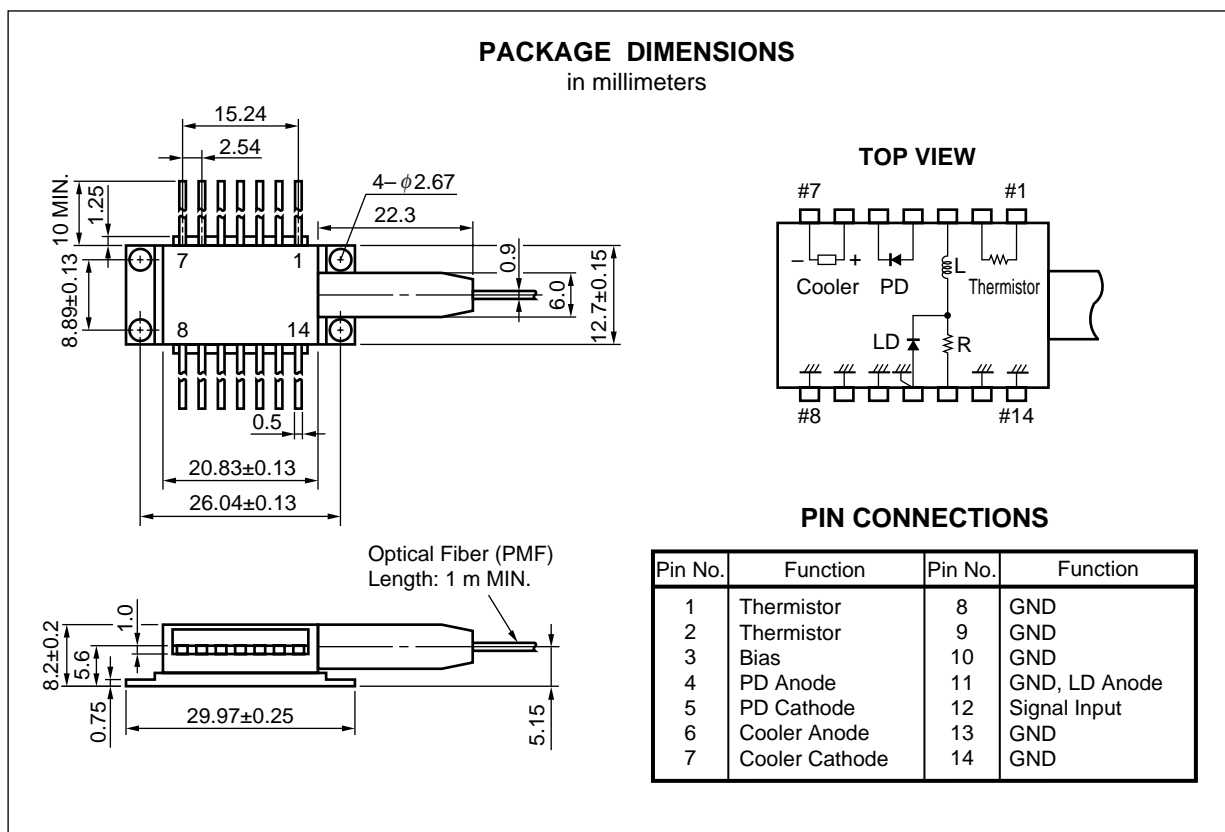 PACKAGE DIMENSIONS
in millimeters
15.24
2.54
4–ϕ2.67
22.3
10 MIN.
1.25
0.9
7
1
8.89±0.13
6.0
12.7±0.15
8
14
0.5
20.83±0.13
26.04±0.13
Optical Fiber (PMF)
Length: 1 m MIN.
8.2±0.2
5.6
1.0
0.75
29.97±0.25
5.15
TOP VIEW
#7
#1
– +
L
Cooler PD Thermistor
LD
R
#8
#14
PIN CONNECTIONS
Pin No. Function Pin No. Function
1 Thermistor 8 GND
2 Thermistor 9 GND
3 Bias 10 GND
4 PD Anode 11 GND, LD Anode
5 PD Cathode 12 Signal Input
6 Cooler Anode 13 GND
7 Cooler Cathode 14 GND